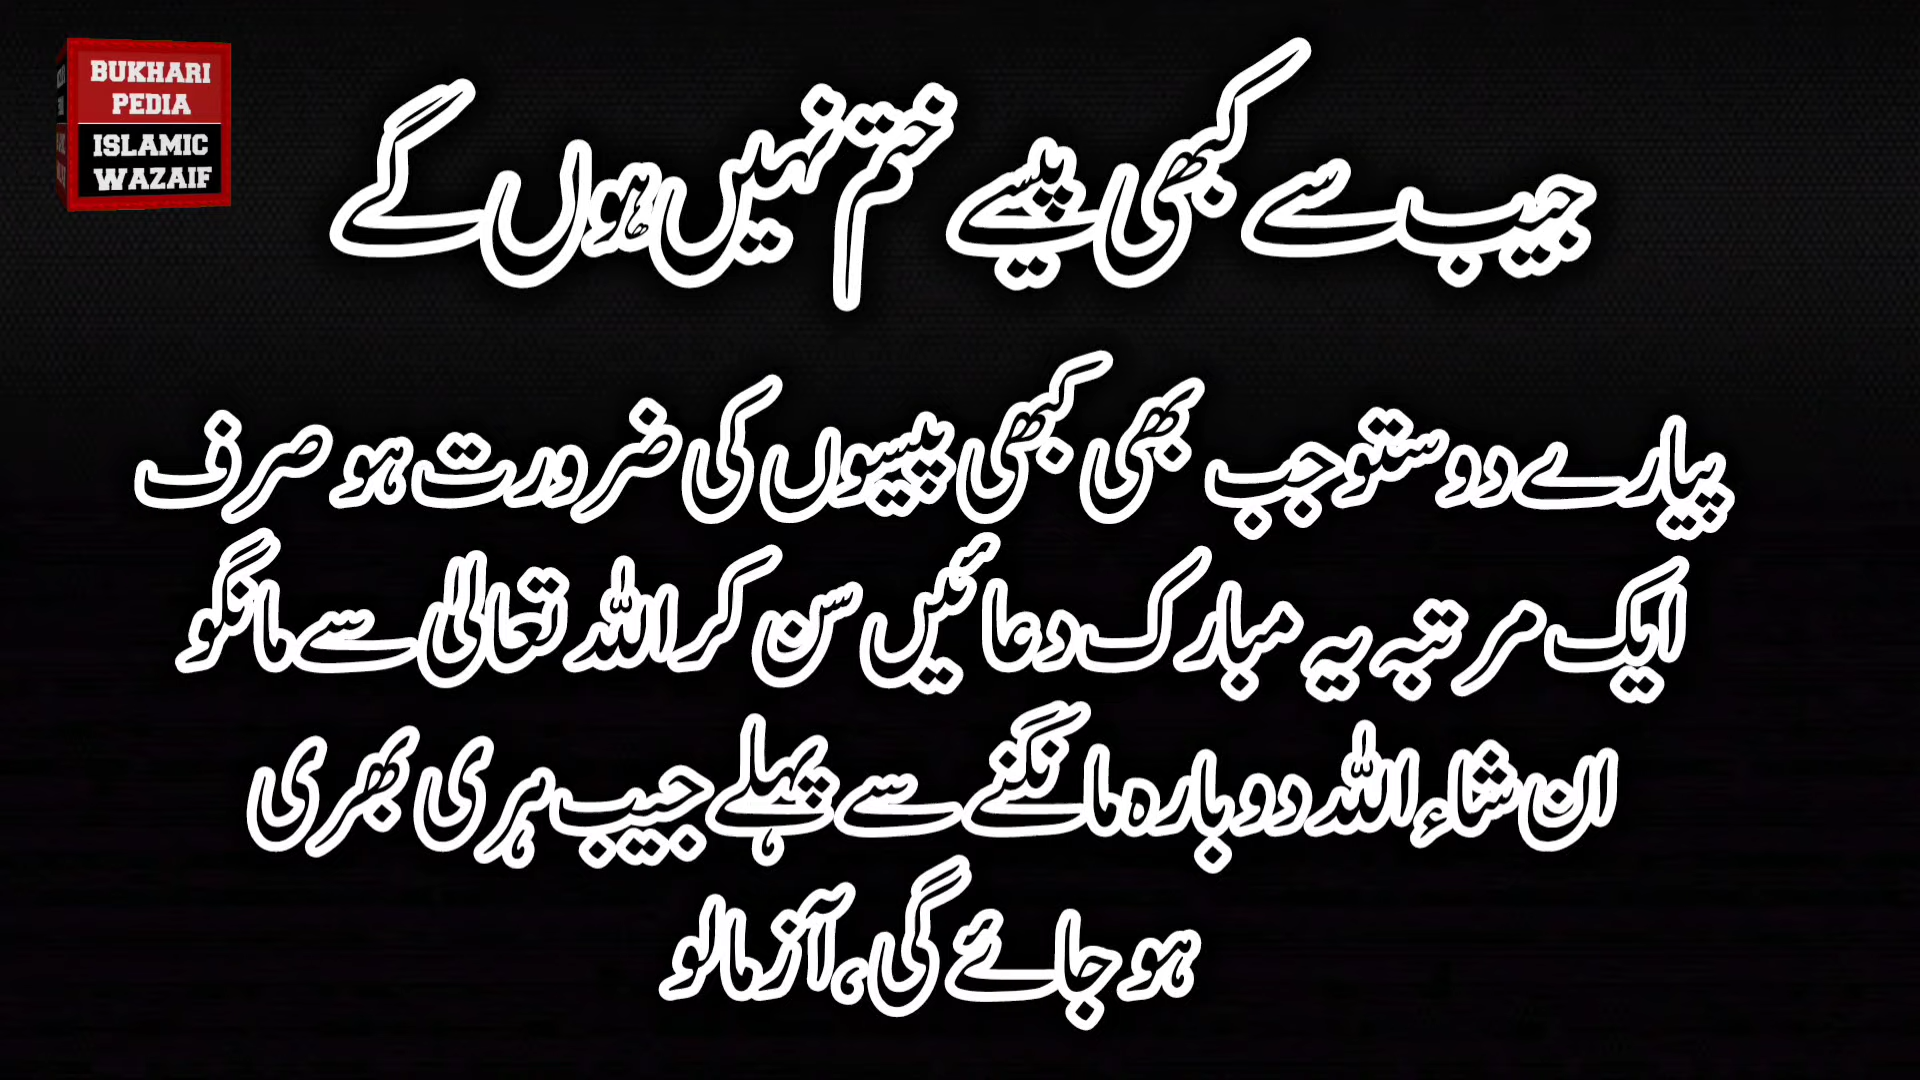 BUKHARI
PEDIA
ISLAMIC
WAZAIF
جیب سے کبھی پیسے ختم نہیں ہوں گے
پیارے دوستو جب بھی کبھی پیسوں کی ضرورت ہو صرف
ایک مرتبہ یہ مبارک دعائیں سن کر اللہ تعالیٰ سے مانگو
ان شاءاللہ دوبارہ مانگنے سے پہلے جیب ہری بھری
ہو جائے گی، آزمالو